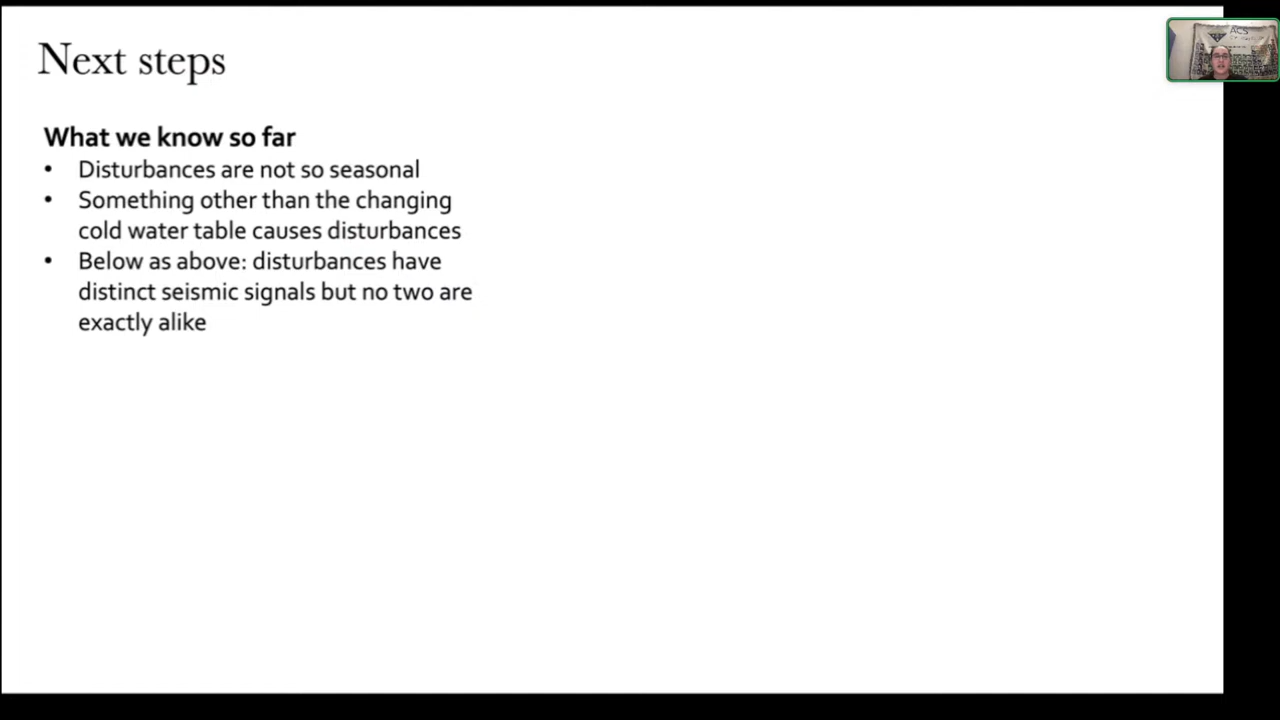 Next steps
ACS
What we know so far
• Disturbances are not so seasonal
• Something other than the changing
cold water table causes disturbances
• Below as above: disturbances have
distinct seismic signals but no two are
exactly alike